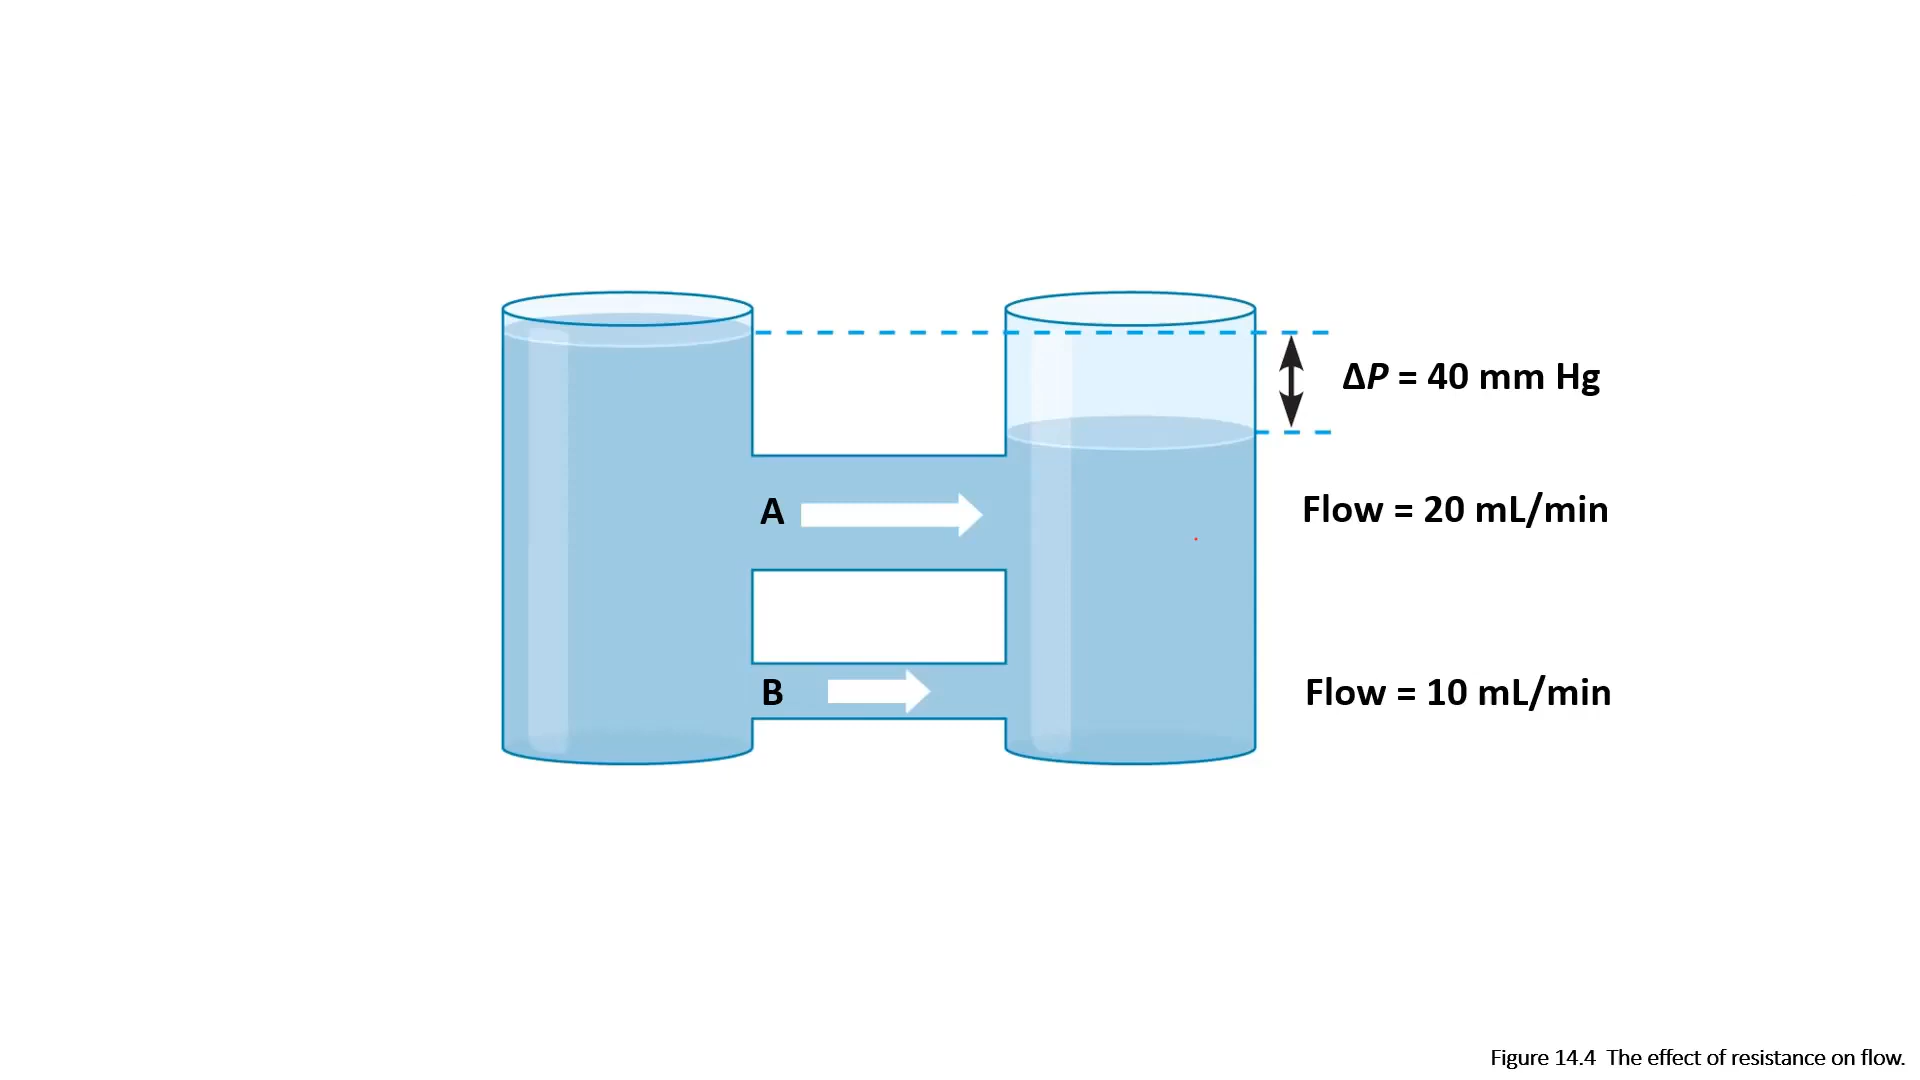 ΔP = 40 mm Hg
A
Flow = 20 mL/min
B
Flow = 10 mL/min
Figure 14.4 The effect of resistance on flow.